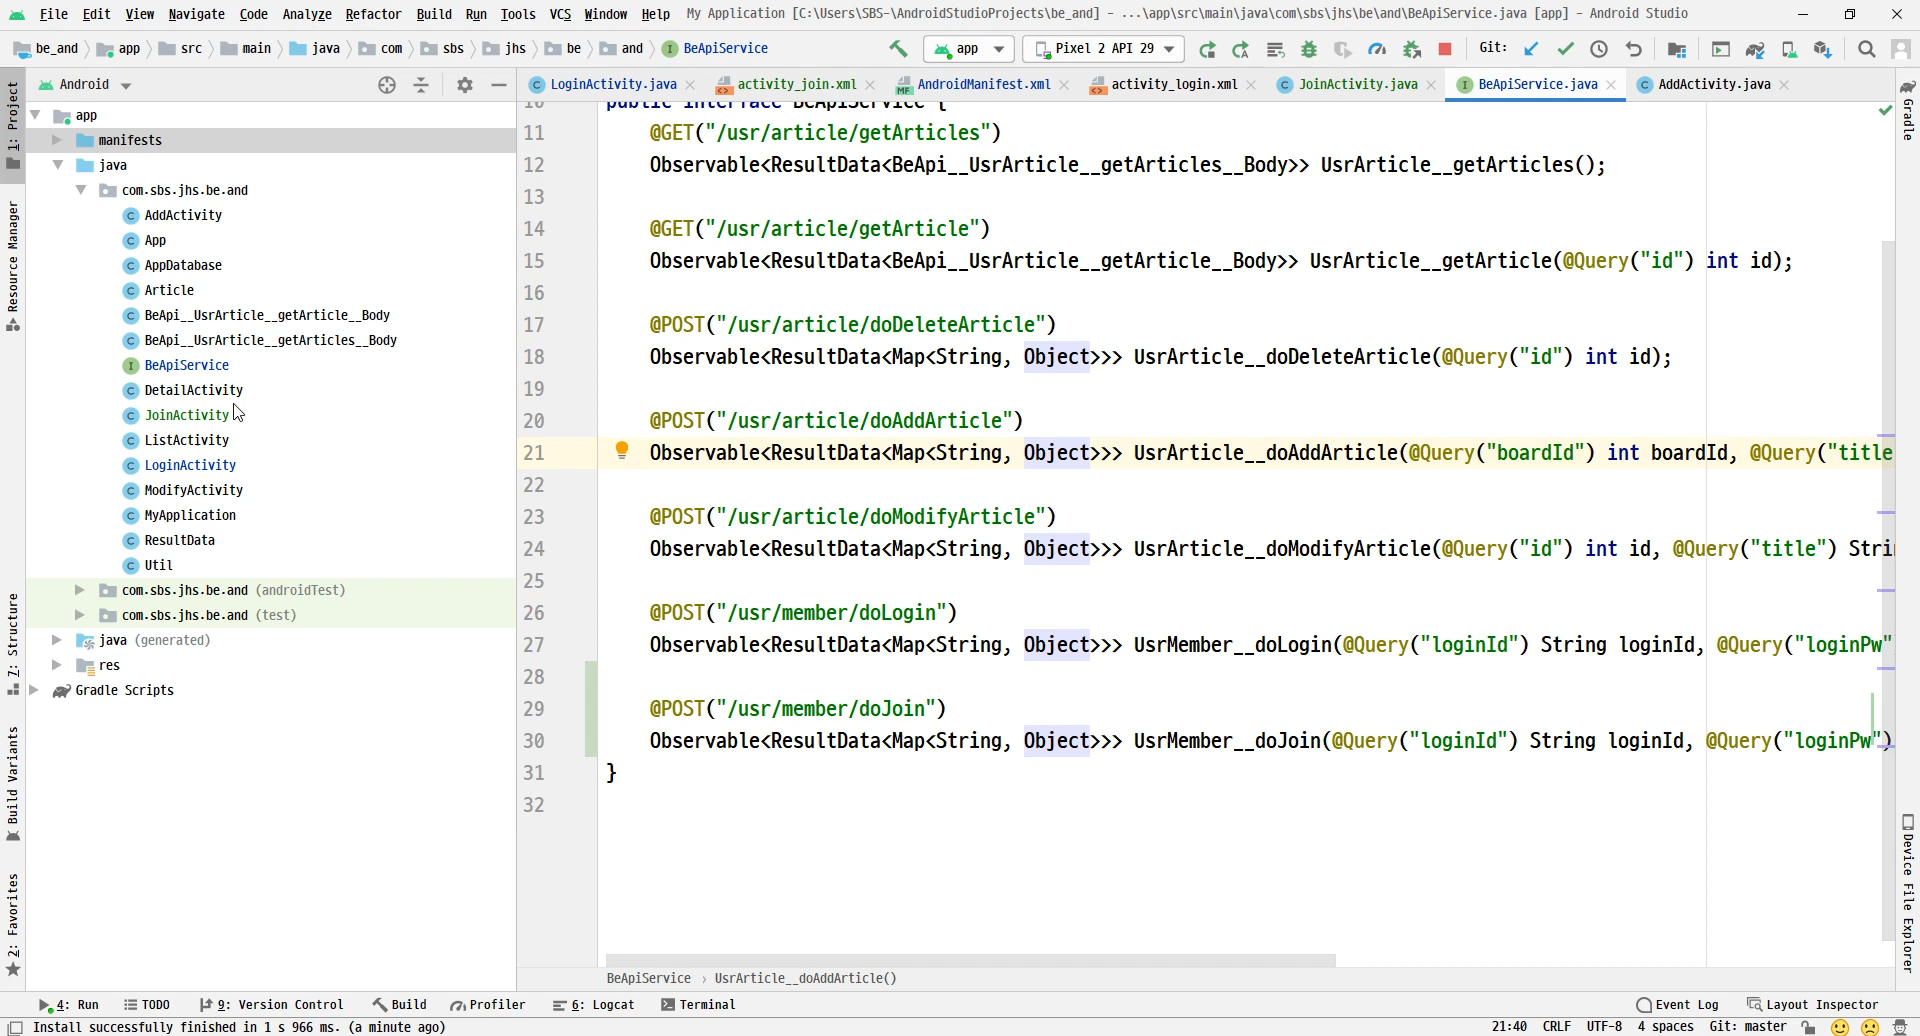 File Edit View Navigate Code Analyze Refactor Build Run Tools VCS Window Help My Application [C:\Users\SBS-\AndroidStudioProjects\be_and] - ...\app\src\main\java\com\sbs\jhs\be\and\BeApiService.java [app] - Android Studio
be_and app src main java com sbs jhs be and BeApiService app Pixel 2 API 29 Git:
Android LoginActivity.java activity_join.xml AndroidManifest.xml activity_login.xml JoinActivity.java BeApiService.java AddActivity.java
1: Project
Resource Manager
7: Structure
Build Variants
2: Favorites
app
manifests
java
com.sbs.jhs.be.and
AddActivity
App
AppDatabase
Article
BeApi__UsrArticle__getArticle__Body
BeApi__UsrArticle__getArticles__Body
BeApiService
DetailActivity
JoinActivity
ListActivity
LoginActivity
ModifyActivity
MyApplication
ResultData
Util
com.sbs.jhs.be.and (androidTest)
com.sbs.jhs.be.and (test)
java (generated)
res
Gradle Scripts
10 public interface BeApiService {
11 @GET("/usr/article/getArticles")
12 Observable<ResultData<BeApi__UsrArticle__getArticles__Body>> UsrArticle__getArticles();
13
14 @GET("/usr/article/getArticle")
15 Observable<ResultData<BeApi__UsrArticle__getArticle__Body>> UsrArticle__getArticle(@Query("id") int id);
16
17 @POST("/usr/article/doDeleteArticle")
18 Observable<ResultData<Map<String, Object>>> UsrArticle__doDeleteArticle(@Query("id") int id);
19
20 @POST("/usr/article/doAddArticle")
21 Observable<ResultData<Map<String, Object>>> UsrArticle__doAddArticle(@Query("boardId") int boardId, @Query("title
22
23 @POST("/usr/article/doModifyArticle")
24 Observable<ResultData<Map<String, Object>>> UsrArticle__doModifyArticle(@Query("id") int id, @Query("title") Stri
25
26 @POST("/usr/member/doLogin")
27 Observable<ResultData<Map<String, Object>>> UsrMember__doLogin(@Query("loginId") String loginId, @Query("loginPw"
28
29 @POST("/usr/member/doJoin")
30 Observable<ResultData<Map<String, Object>>> UsrMember__doJoin(@Query("loginId") String loginId, @Query("loginPw")
31 }
32
Gradle
Device File Explorer
BeApiService › UsrArticle__doAddArticle()
4: Run TODO 9: Version Control Build Profiler 6: Logcat Terminal Event Log Layout Inspector
Install successfully finished in 1 s 966 ms. (a minute ago) 21:40 CRLF UTF-8 4 spaces Git: master